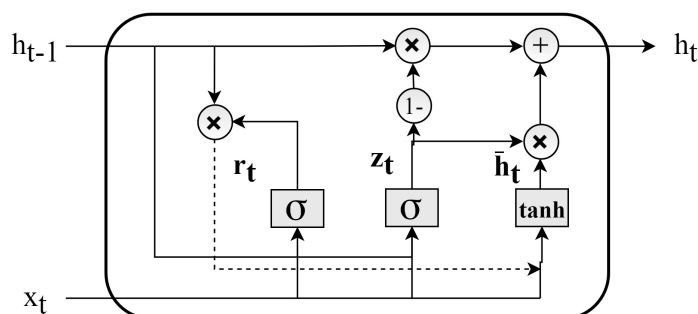 h_{t-1} × + h_t
1-
× ×
r_t z_t h̄_t
σ σ tanh
x_t